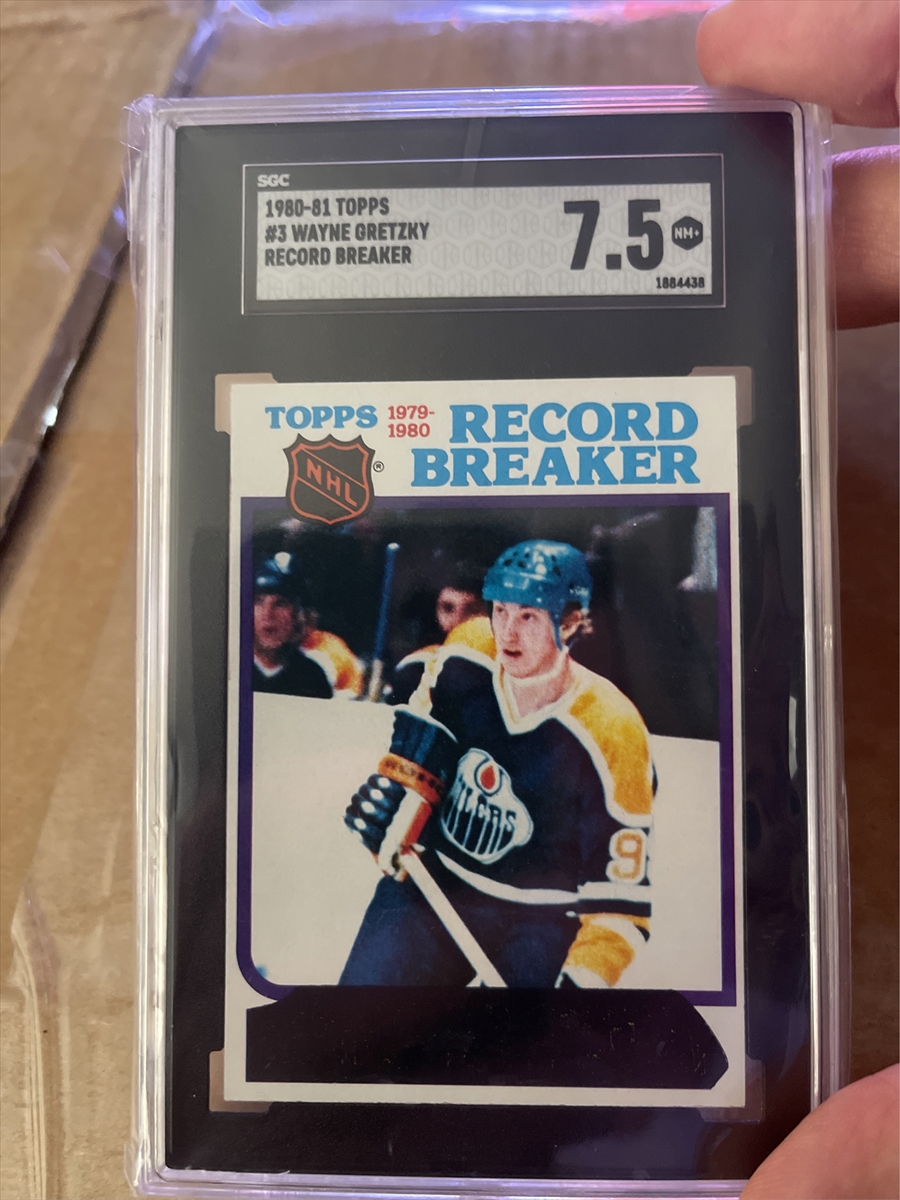 SGC
1980-81 TOPPS
#3 WAYNE GRETZKY
RECORD BREAKER
7.5 NM+
1884438
TOPPS 1979-
1980
RECORD
BREAKER
NHL
®
OILERS
9